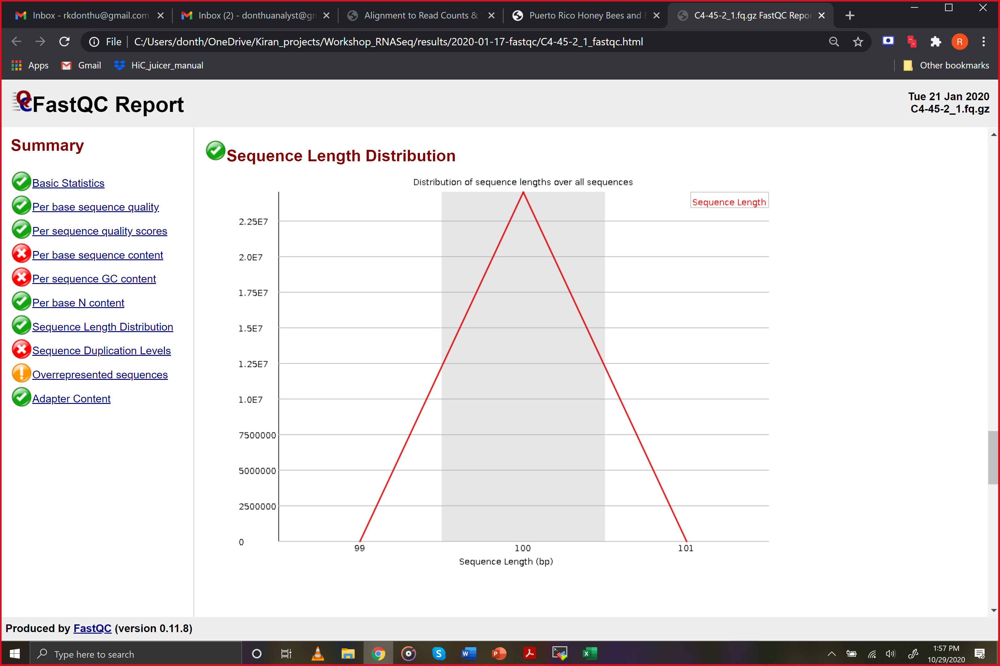 Inbox - rkdonthu@gmail.com
Inbox (2) - donthuanalyst@gm
Alignment to Read Counts &
Puerto Rico Honey Bees and
C4-45-2_1.fq.gz FastQC Repor
File
C:/Users/donth/OneDrive/Kiran_projects/Workshop_RNASeq/results/2020-01-17-fastqc/C4-45-2_1_fastqc.html
R
Apps
Gmail
HiC_juicer_manual
Other bookmarks
FastQC Report
Tue 21 Jan 2020
C4-45-2_1.fq.gz
Summary
Basic Statistics
Per base sequence quality
Per sequence quality scores
Per base sequence content
Per sequence GC content
Per base N content
Sequence Length Distribution
Sequence Duplication Levels
Overrepresented sequences
Adapter Content
Sequence Length Distribution
Distribution of sequence lengths over all sequences
Sequence Length
2.25E7
2.0E7
1.75E7
1.5E7
1.25E7
1.0E7
7500000
5000000
2500000
0
99
100
101
Sequence Length (bp)
Produced by FastQC (version 0.11.8)
Type here to search
1:57 PM
10/29/2020